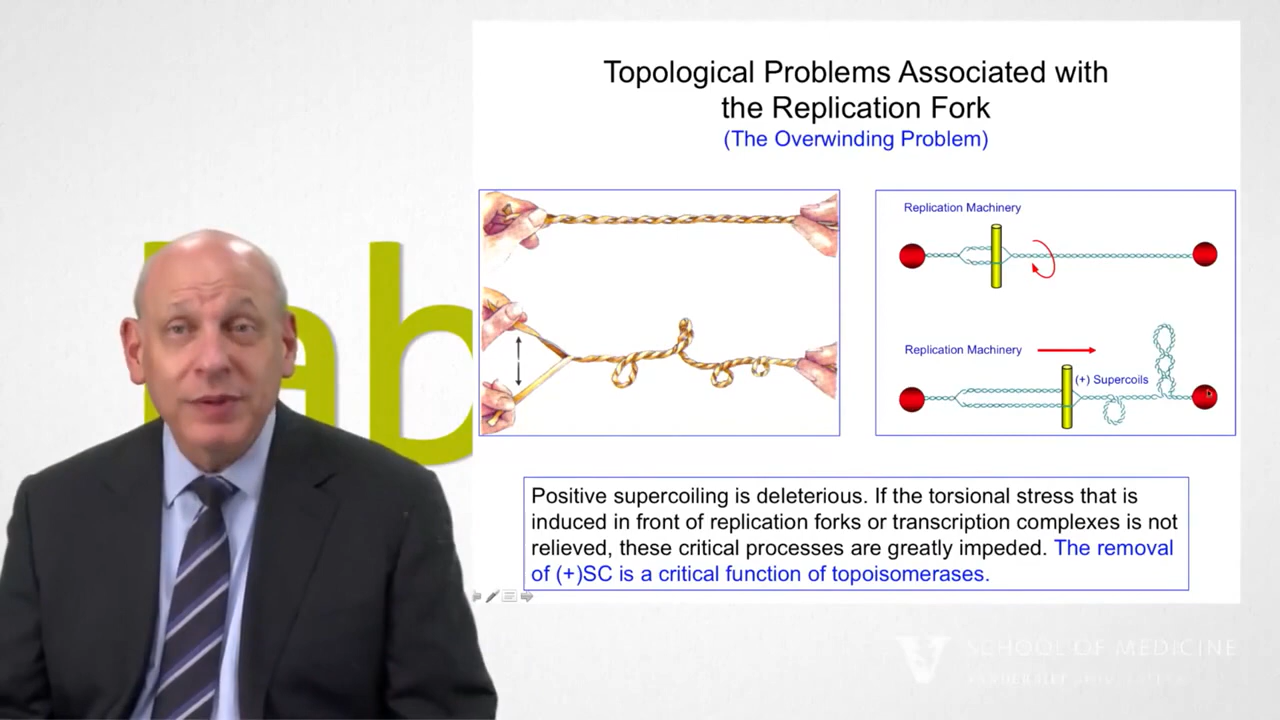 Topological Problems Associated with
the Replication Fork
(The Overwinding Problem)
Replication Machinery
Replication Machinery
(+) Supercoils
Positive supercoiling is deleterious. If the torsional stress that is
induced in front of replication forks or transcription complexes is not
relieved, these critical processes are greatly impeded. The removal
of (+)SC is a critical function of topoisomerases.
lab
SCHOOL OF MEDICINE